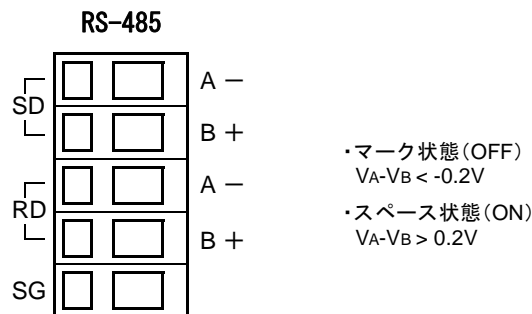 RS-485
SD
A −
B +
RD
A −
B +
SG
・マーク状態(OFF)
VA-VB < -0.2V
・スペース状態(ON)
VA-VB > 0.2V